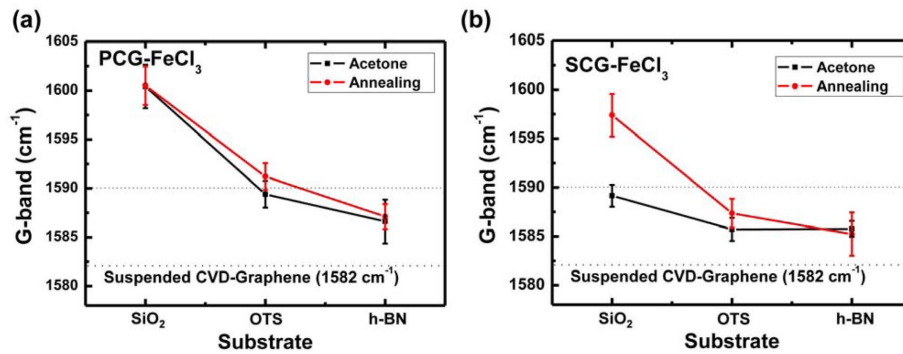 (a)
1605
1600
1595
1590
1585
1580
G-band (cm⁻¹)
PCG-FeCl₃
Acetone
Annealing
Suspended CVD-Graphene (1582 cm⁻¹)
SiO₂ OTS h-BN
Substrate
(b)
1605
1600
1595
1590
1585
1580
G-band (cm⁻¹)
SCG-FeCl₃
Acetone
Annealing
Suspended CVD-Graphene (1582 cm⁻¹)
SiO₂ OTS h-BN
Substrate